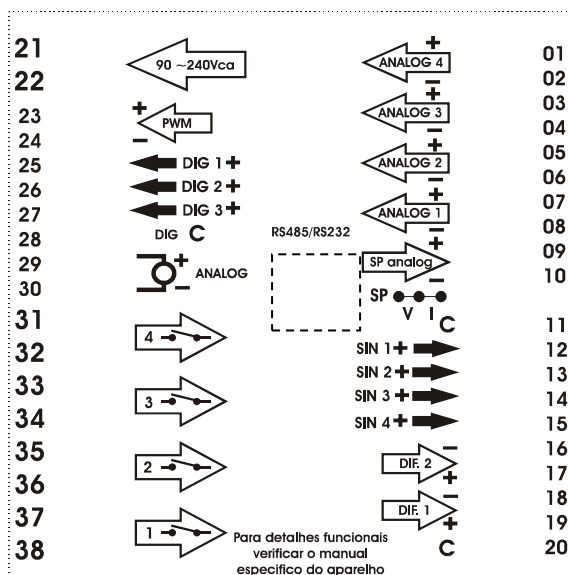 21
22
90 ~240Vca
+
ANALOG 4
−
01
02
23
24
+
PWM
−
+
ANALOG 3
−
03
04
25
DIG 1 +
+
ANALOG 2
−
05
06
26
DIG 2 +
27
DIG 3 +
+
ANALOG 1
−
07
08
28
DIG C
RS485/RS232
29
30
+
ANALOG
−
+
SP analog
−
09
10
SP
V I
C
11
31
32
4
SIN 1 +
12
SIN 2 +
13
33
34
3
SIN 3 +
14
SIN 4 +
15
35
36
2
−
DIF. 2
+
16
17
37
38
1
−
DIF. 1
+
18
19
C
20
Para detalhes funcionais
verificar o manual
especifico do aparelho